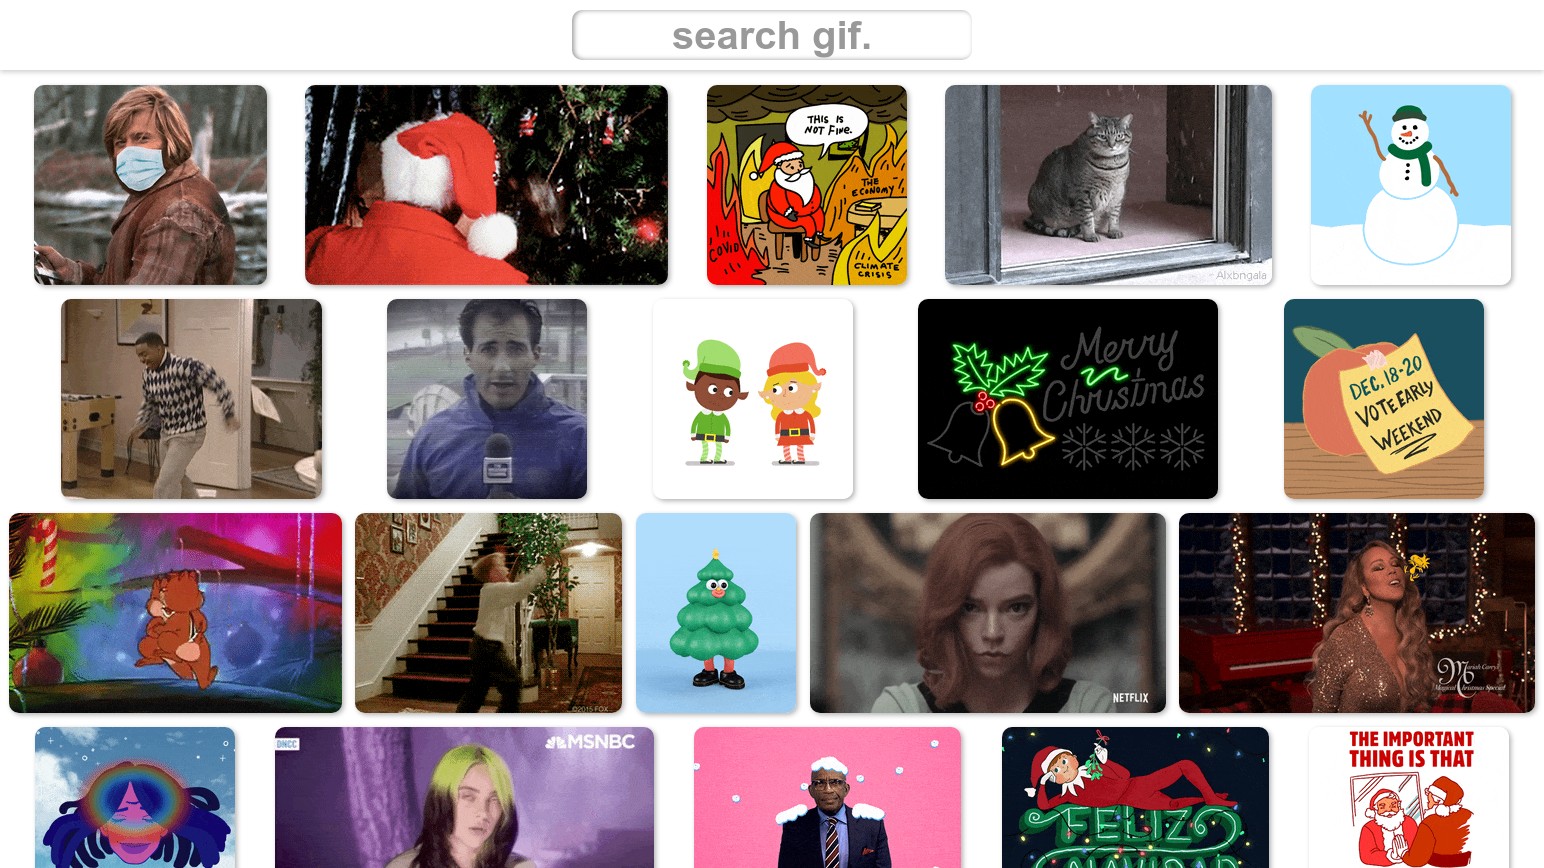 search gif.
THIS IS
NOT FINE.
THE
ECONOMY
COVID
CLIMATE
CRISIS
Alxbngala
Merry
Christmas
DEC. 18-20
VOTE EARLY
WEEKEND
©2015 FOX
NETFLIX
Mariah Carey's
Magical Christmas Special
DNCC
MSNBC
FELIZ
NAVIDAD
THE IMPORTANT
THING IS THAT